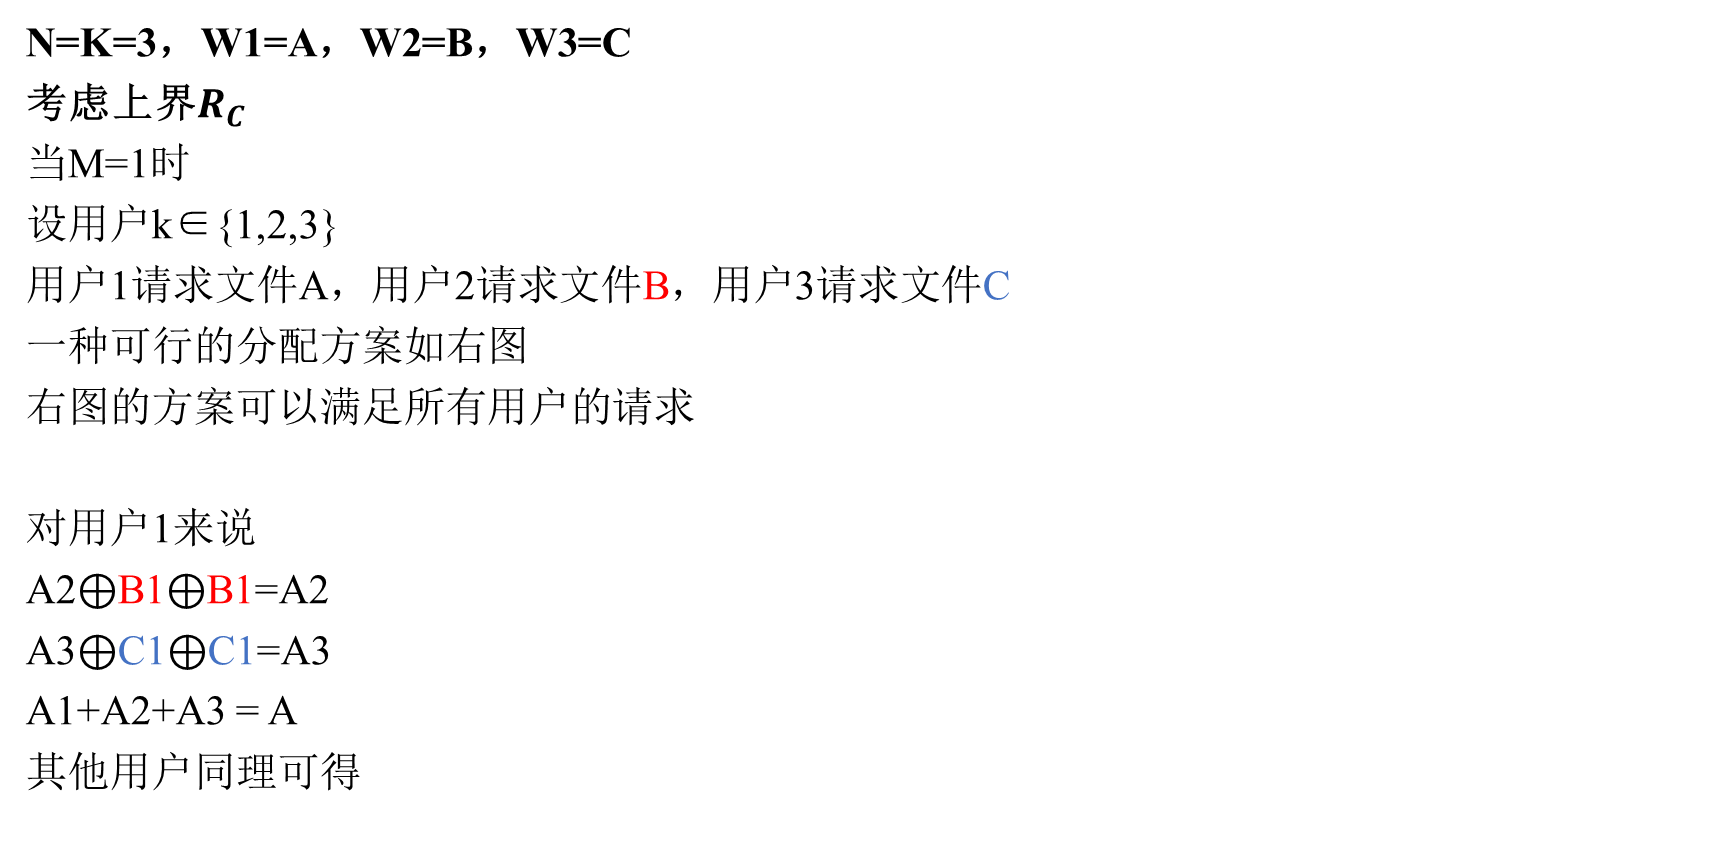 N=K=3，W1=A，W2=B，W3=C
考虑上界R_C
当M=1时
设用户k∈{1,2,3}
用户1请求文件A，用户2请求文件B，用户3请求文件C
一种可行的分配方案如右图
右图的方案可以满足所有用户的请求
对用户1来说
A2⊕B1⊕B1=A2
A3⊕C1⊕C1=A3
A1+A2+A3 = A
其他用户同理可得